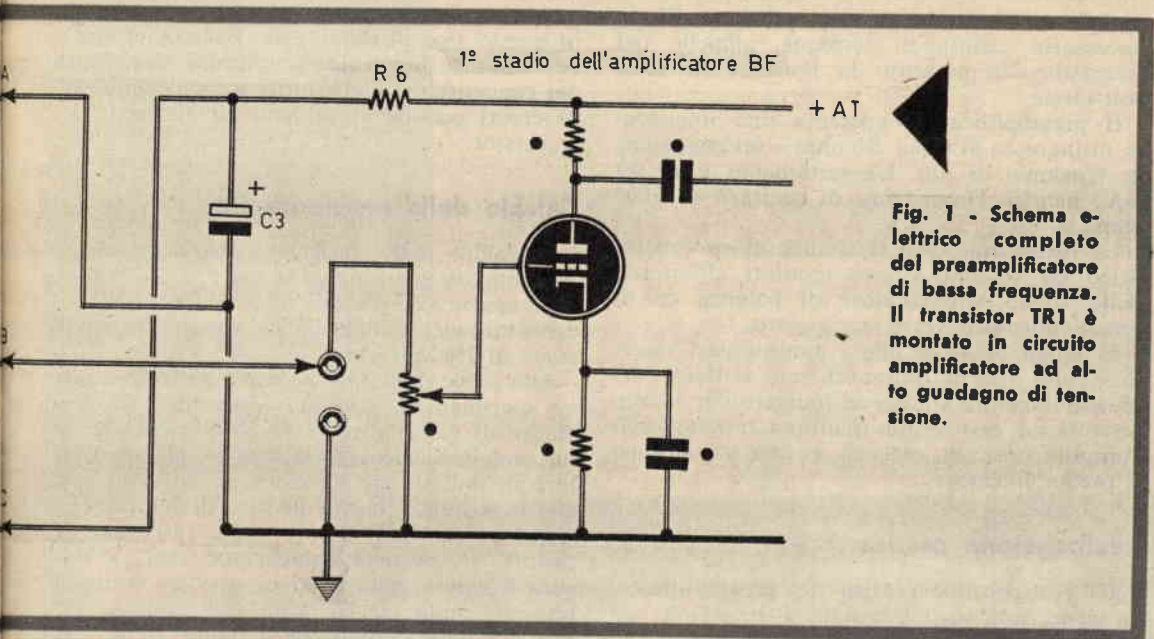 1º stadio dell'amplificatore BF
A
R 6
+ AT
+
C3
B
Fig. 1 - Schema e-
lettrico completo
del preamplificatore
di bassa frequenza.
Il transistor TR1 è
montato in circuito
amplificatore ad al-
to guadagno di ten-
sione.